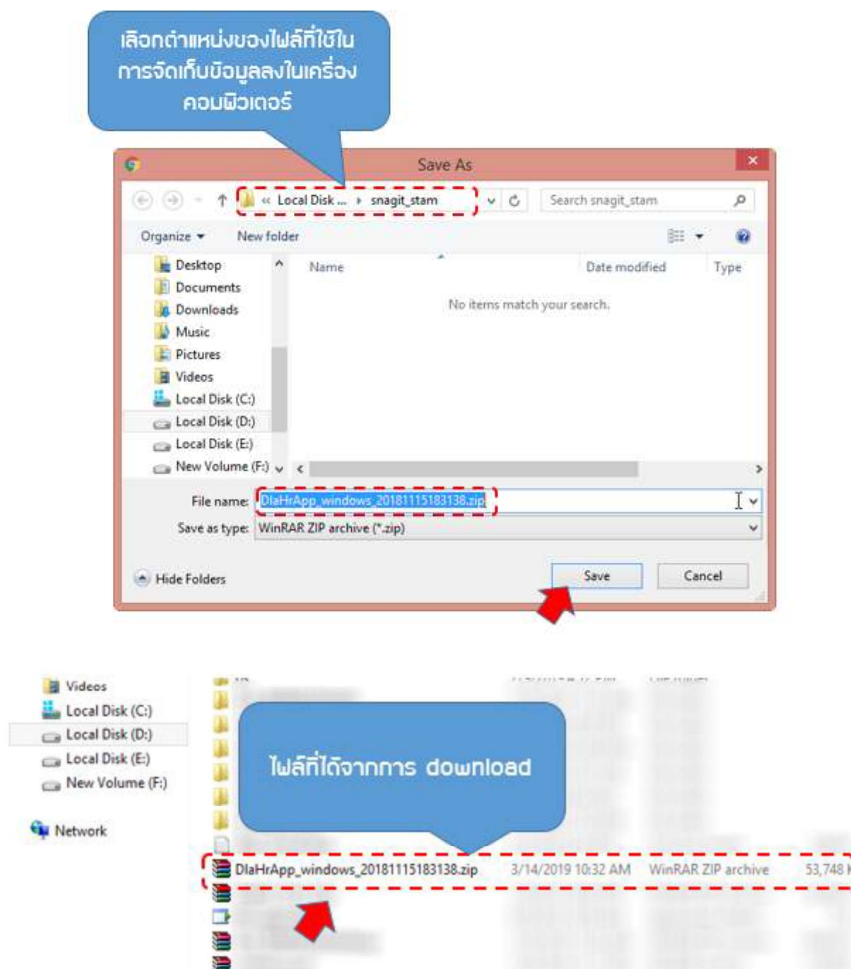 เลือกตำแหน่งของไฟล์ที่ใช้ใน
การจัดเก็บข้อมูลลงในเครื่อง
คอมพิวเตอร์
Save As
« Local Disk ... ▸ snagit_stam
Search snagit_stam
Organize
New folder
Desktop
Name
Date modified
Type
Documents
No items match your search.
Downloads
Music
Pictures
Videos
Local Disk (C:)
Local Disk (D:)
Local Disk (E:)
New Volume (F:)
File name: DlaHrApp_windows_20181115183138.zip
Save as type: WinRAR ZIP archive (*.zip)
Hide Folders
Save
Cancel
Videos
Local Disk (C:)
Local Disk (D:)
Local Disk (E:)
New Volume (F:)
Network
ไฟล์ที่ได้จากการ download
DlaHrApp_windows_20181115183138.zip 3/14/2019 10:32 AM WinRAR ZIP archive 53,748 K